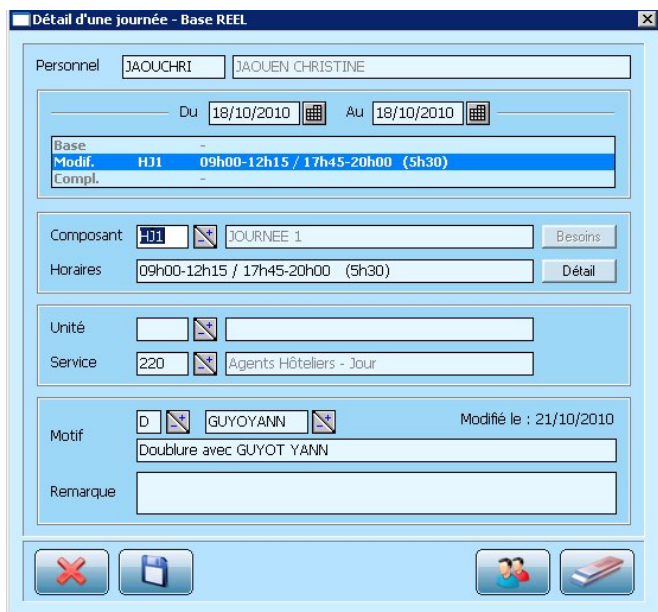 Détail d'une journée - Base REEL
Personnel JAOUCHRI JAOUEN CHRISTINE
Du 18/10/2010 Au 18/10/2010
Base -
Modif. HJ1 09h00-12h15 / 17h45-20h00 (5h30)
Compl. -
Composant HJ1 JOURNEE 1 Besoins
Horaires 09h00-12h15 / 17h45-20h00 (5h30) Détail
Unité
Service 220 Agents Hôteliers - Jour
Motif D GUYOYANN Modifié le : 21/10/2010
Doublure avec GUYOT YANN
Remarque